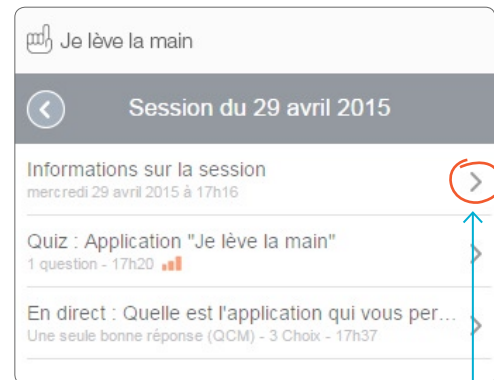 Je lève la main
Session du 29 avril 2015
Informations sur la session
mercredi 29 avril 2015 à 17h16
Quiz : Application "Je lève la main"
1 question - 17h20
En direct : Quelle est l'application qui vous per...
Une seule bonne réponse (QCM) - 3 Choix - 17h37